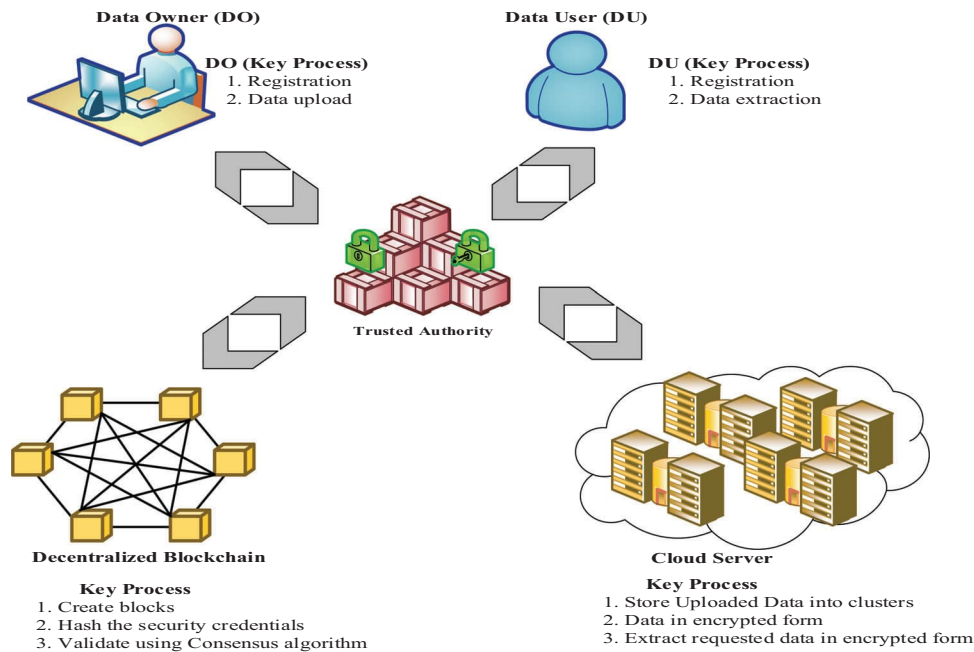 Data Owner (DO)
DO (Key Process)
1. Registration
2. Data upload
Data User (DU)
DU (Key Process)
1. Registration
2. Data extraction
Trusted Authority
Decentralized Blockchain
Key Process
1. Create blocks
2. Hash the security credentials
3. Validate using Consensus algorithm
Cloud Server
Key Process
1. Store Uploaded Data into clusters
2. Data in encrypted form
3. Extract requested data in encrypted form